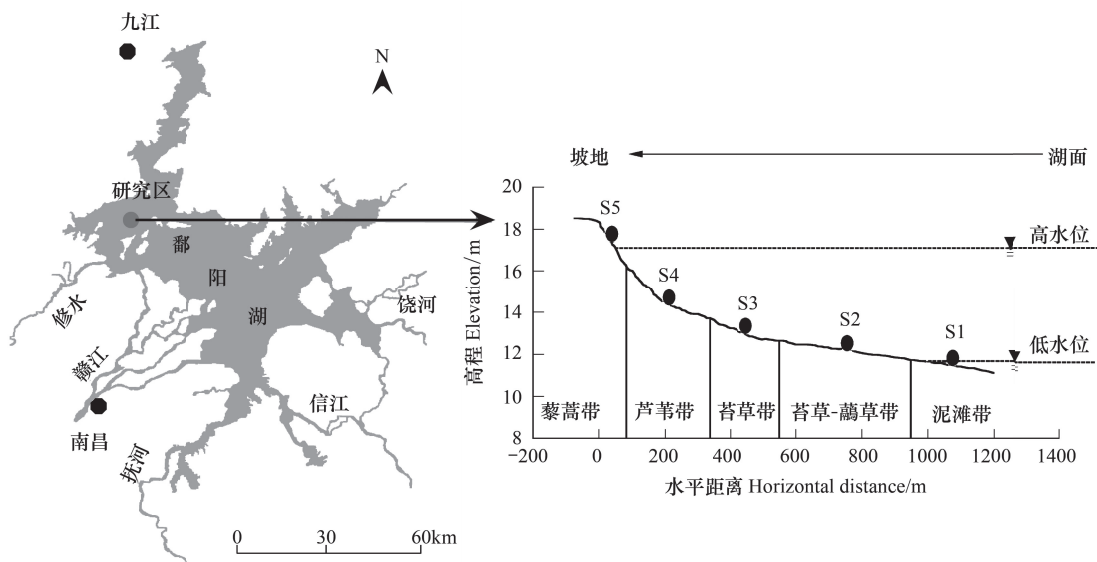 九江
N
研究区
鄱
阳
湖
修水
赣江
南昌
抚河
信江
饶河
0 30 60km
坡地
湖面
高程 Elevation/m
20
18
16
14
12
10
8
S5
S4
S3
S2
S1
高水位
低水位
藜蒿带
芦苇带
苔草带
苔草-虉草带
泥滩带
-200 0 200 400 600 800 1000 1200 1400
水平距离 Horizontal distance/m